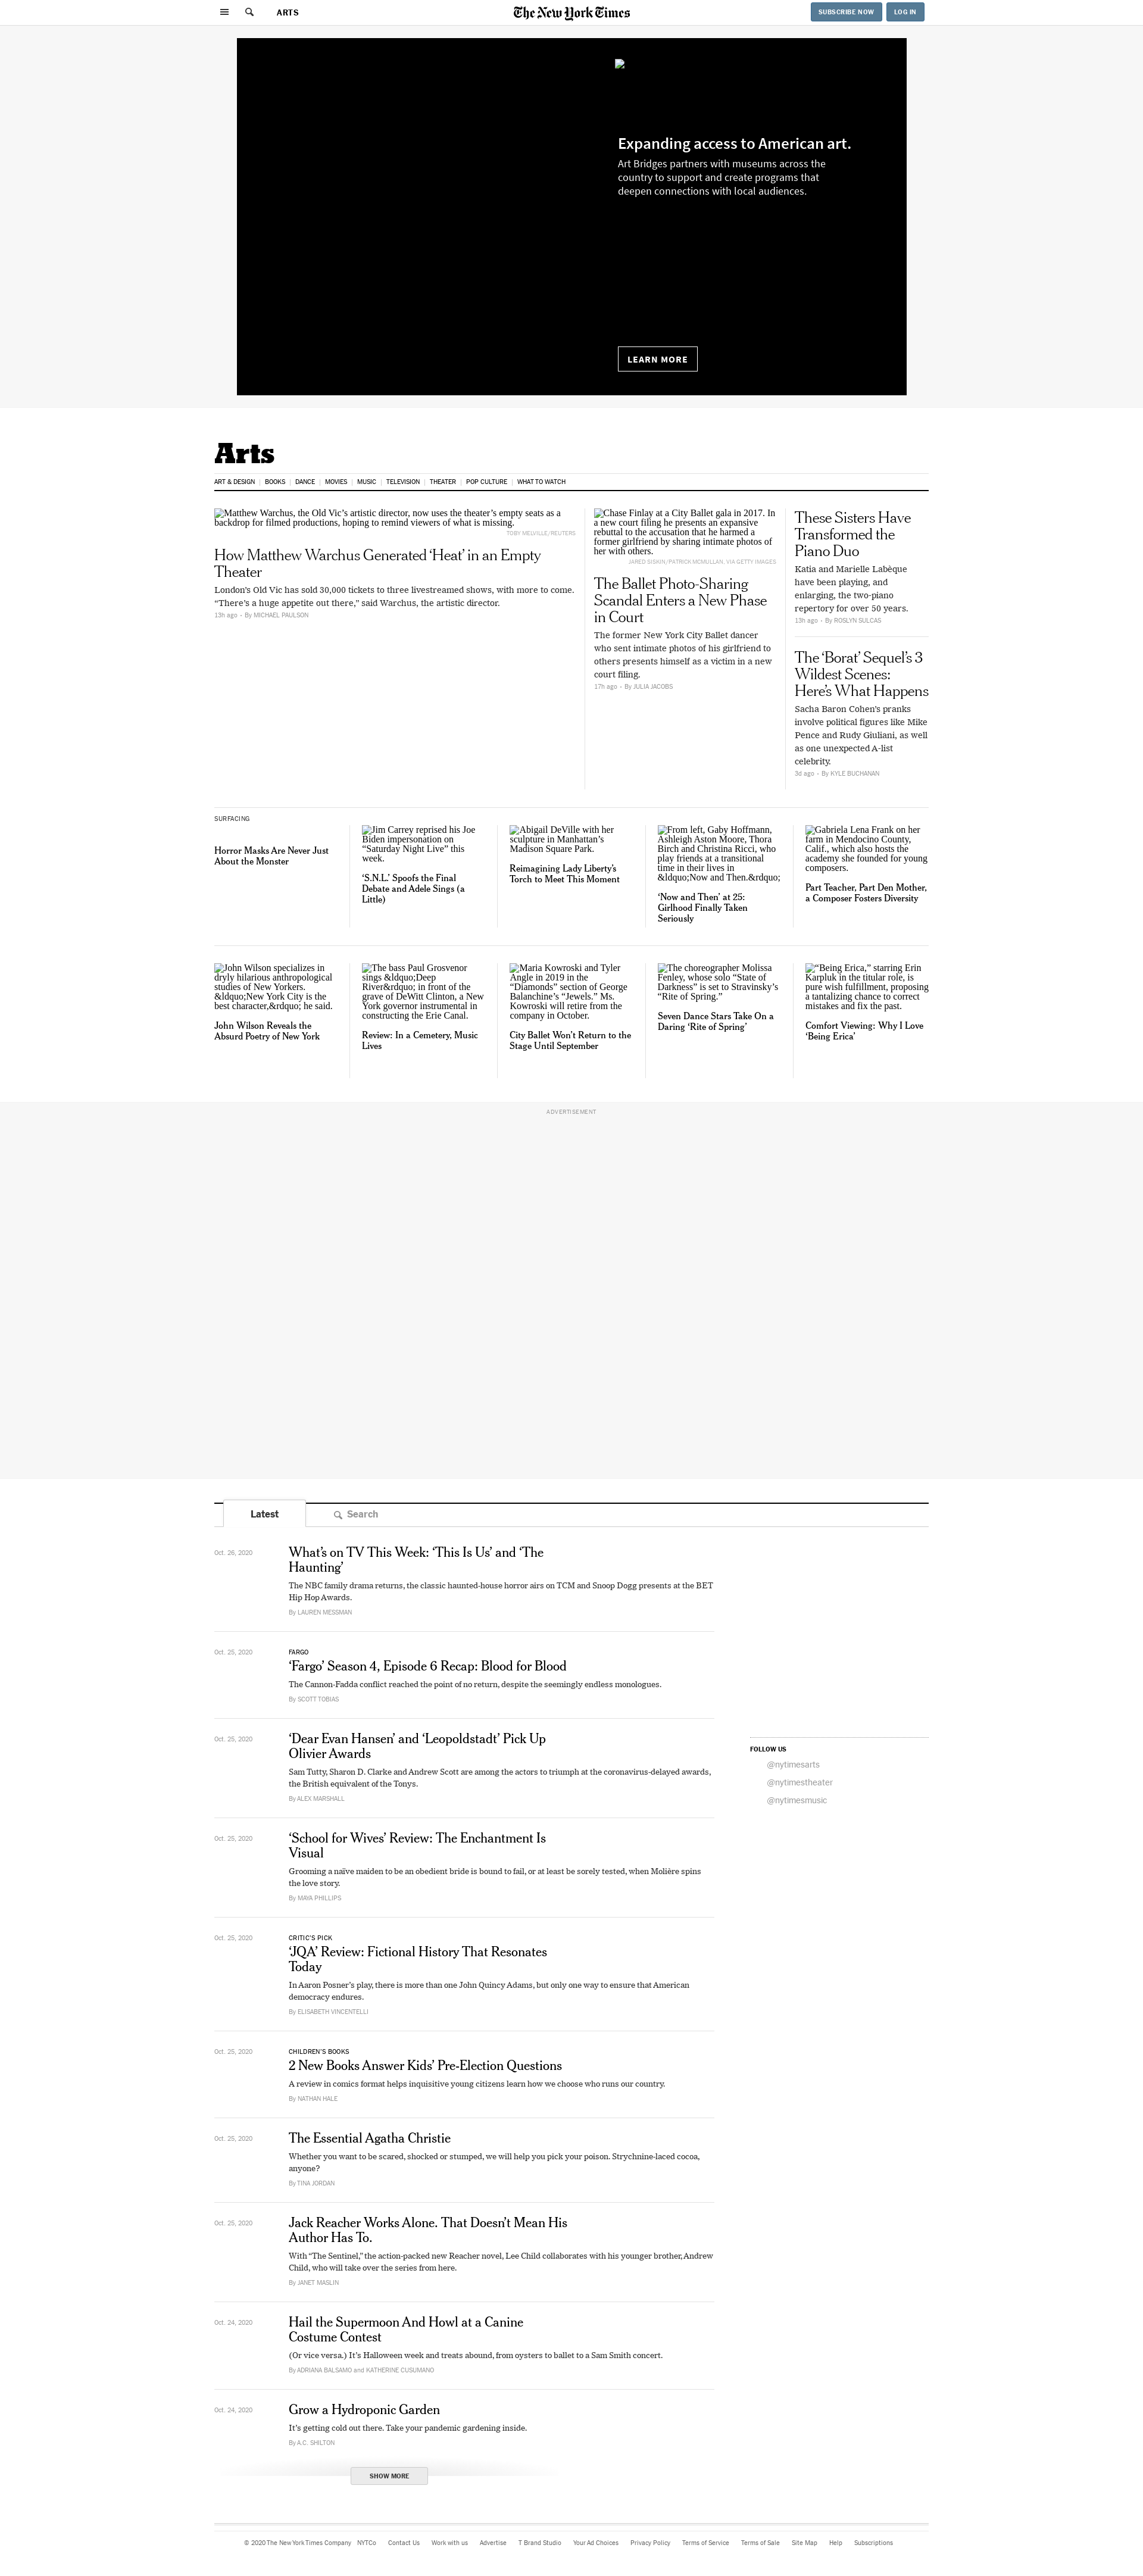 ARTS
The New York Times
SUBSCRIBE NOW
LOG IN
Expanding access to American art.
Art Bridges partners with museums across the
country to support and create programs that
deepen connections with local audiences.
LEARN MORE
Arts
ART & DESIGN
BOOKS
DANCE
MOVIES
MUSIC
TELEVISION
THEATER
POP CULTURE
WHAT TO WATCH
Matthew Warchus, the Old Vic’s artistic director, now uses the theater’s empty seats as a
backdrop for filmed productions, hoping to remind viewers of what is missing.
TOBY MELVILLE/REUTERS
How Matthew Warchus Generated ‘Heat’ in an Empty
Theater
London’s Old Vic has sold 30,000 tickets to three livestreamed shows, with more to come.
“There’s a huge appetite out there,” said Warchus, the artistic director.
13h ago • By MICHAEL PAULSON
Chase Finlay at a City Ballet gala in 2017. In
a new court filing he presents an expansive
rebuttal to the accusation that he harmed a
former girlfriend by sharing intimate photos of
her with others.
JARED SISKIN/PATRICK MCMULLAN, VIA GETTY IMAGES
The Ballet Photo-Sharing
Scandal Enters a New Phase
in Court
The former New York City Ballet dancer
who sent intimate photos of his girlfriend to
others presents himself as a victim in a new
court filing.
17h ago • By JULIA JACOBS
These Sisters Have
Transformed the
Piano Duo
Katia and Marielle Labèque
have been playing, and
enlarging, the two-piano
repertory for over 50 years.
13h ago • By ROSLYN SULCAS
The ‘Borat’ Sequel’s 3
Wildest Scenes:
Here’s What Happens
Sacha Baron Cohen’s pranks
involve political figures like Mike
Pence and Rudy Giuliani, as well
as one unexpected A-list
celebrity.
3d ago • By KYLE BUCHANAN
SURFACING
Horror Masks Are Never Just
About the Monster
Jim Carrey reprised his Joe
Biden impersonation on
“Saturday Night Live” this
week.
‘S.N.L.’ Spoofs the Final
Debate and Adele Sings (a
Little)
Abigail DeVille with her
sculpture in Manhattan’s
Madison Square Park.
Reimagining Lady Liberty’s
Torch to Meet This Moment
From left, Gaby Hoffmann,
Ashleigh Aston Moore, Thora
Birch and Christina Ricci, who
play friends at a transitional
time in their lives in
&ldquo;Now and Then.&rdquo;
‘Now and Then’ at 25:
Girlhood Finally Taken
Seriously
Gabriela Lena Frank on her
farm in Mendocino County,
Calif., which also hosts the
academy she founded for young
composers.
Part Teacher, Part Den Mother,
a Composer Fosters Diversity
John Wilson specializes in
dryly hilarious anthropological
studies of New Yorkers.
&ldquo;New York City is the
best character,&rdquo; he said.
John Wilson Reveals the
Absurd Poetry of New York
The bass Paul Grosvenor
sings &ldquo;Deep
River&rdquo; in front of the
grave of DeWitt Clinton, a New
York governor instrumental in
constructing the Erie Canal.
Review: In a Cemetery, Music
Lives
Maria Kowroski and Tyler
Angle in 2019 in the
“Diamonds” section of George
Balanchine’s “Jewels.” Ms.
Kowroski will retire from the
company in October.
City Ballet Won’t Return to the
Stage Until September
The choreographer Molissa
Fenley, whose solo “State of
Darkness” is set to Stravinsky’s
“Rite of Spring.”
Seven Dance Stars Take On a
Daring ‘Rite of Spring’
“Being Erica,” starring Erin
Karpluk in the titular role, is
pure wish fulfillment, proposing
a tantalizing chance to correct
mistakes and fix the past.
Comfort Viewing: Why I Love
‘Being Erica’
ADVERTISEMENT
Latest
Search
Oct. 26, 2020
What’s on TV This Week: ‘This Is Us’ and ‘The
Haunting’
The NBC family drama returns, the classic haunted-house horror airs on TCM and Snoop Dogg presents at the BET
Hip Hop Awards.
By LAUREN MESSMAN
Oct. 25, 2020
FARGO
‘Fargo’ Season 4, Episode 6 Recap: Blood for Blood
The Cannon-Fadda conflict reached the point of no return, despite the seemingly endless monologues.
By SCOTT TOBIAS
Oct. 25, 2020
‘Dear Evan Hansen’ and ‘Leopoldstadt’ Pick Up
Olivier Awards
Sam Tutty, Sharon D. Clarke and Andrew Scott are among the actors to triumph at the coronavirus-delayed awards,
the British equivalent of the Tonys.
By ALEX MARSHALL
Oct. 25, 2020
‘School for Wives’ Review: The Enchantment Is
Visual
Grooming a naïve maiden to be an obedient bride is bound to fail, or at least be sorely tested, when Molière spins
the love story.
By MAYA PHILLIPS
Oct. 25, 2020
CRITIC’S PICK
‘JQA’ Review: Fictional History That Resonates
Today
In Aaron Posner’s play, there is more than one John Quincy Adams, but only one way to ensure that American
democracy endures.
By ELISABETH VINCENTELLI
Oct. 25, 2020
CHILDREN’S BOOKS
2 New Books Answer Kids’ Pre-Election Questions
A review in comics format helps inquisitive young citizens learn how we choose who runs our country.
By NATHAN HALE
Oct. 25, 2020
The Essential Agatha Christie
Whether you want to be scared, shocked or stumped, we will help you pick your poison. Strychnine-laced cocoa,
anyone?
By TINA JORDAN
Oct. 25, 2020
Jack Reacher Works Alone. That Doesn’t Mean His
Author Has To.
With “The Sentinel,” the action-packed new Reacher novel, Lee Child collaborates with his younger brother, Andrew
Child, who will take over the series from here.
By JANET MASLIN
Oct. 24, 2020
Hail the Supermoon And Howl at a Canine
Costume Contest
(Or vice versa.) It’s Halloween week and treats abound, from oysters to ballet to a Sam Smith concert.
By ADRIANA BALSAMO and KATHERINE CUSUMANO
Oct. 24, 2020
Grow a Hydroponic Garden
It’s getting cold out there. Take your pandemic gardening inside.
By A.C. SHILTON
SHOW MORE
FOLLOW US
@nytimesarts
@nytimestheater
@nytimesmusic
© 2020 The New York Times Company
NYTCo
Contact Us
Work with us
Advertise
T Brand Studio
Your Ad Choices
Privacy Policy
Terms of Service
Terms of Sale
Site Map
Help
Subscriptions